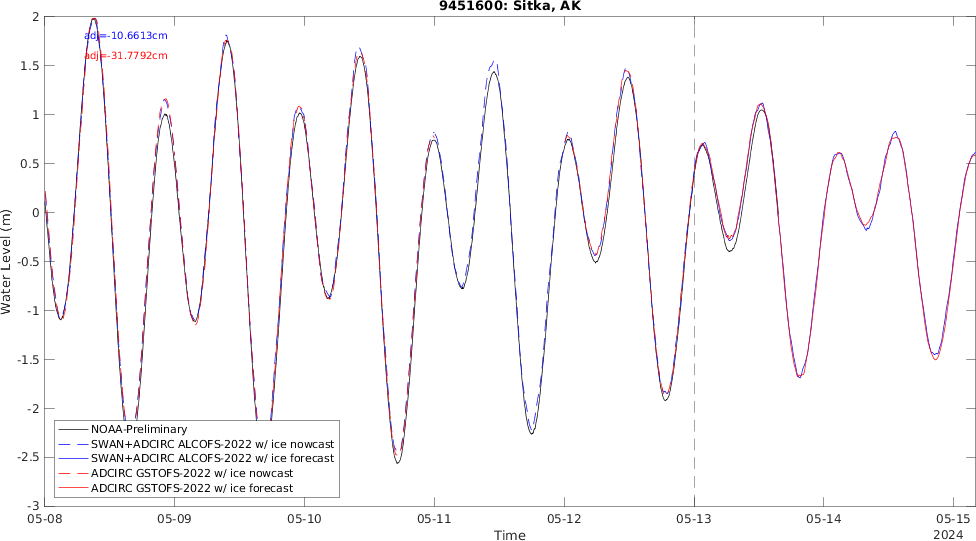 9451600: Sitka, AK
adj=-10.6613cm
adj=-31.7792cm
Water Level (m)
2
1.5
1
0.5
0
-0.5
-1
-1.5
-2
-2.5
-3
NOAA-Preliminary
SWAN+ADCIRC ALCOFS-2022 w/ ice nowcast
SWAN+ADCIRC ALCOFS-2022 w/ ice forecast
ADCIRC GSTOFS-2022 w/ ice nowcast
ADCIRC GSTOFS-2022 w/ ice forecast
05-08 05-09 05-10 05-11 05-12 05-13 05-14 05-15
Time
2024